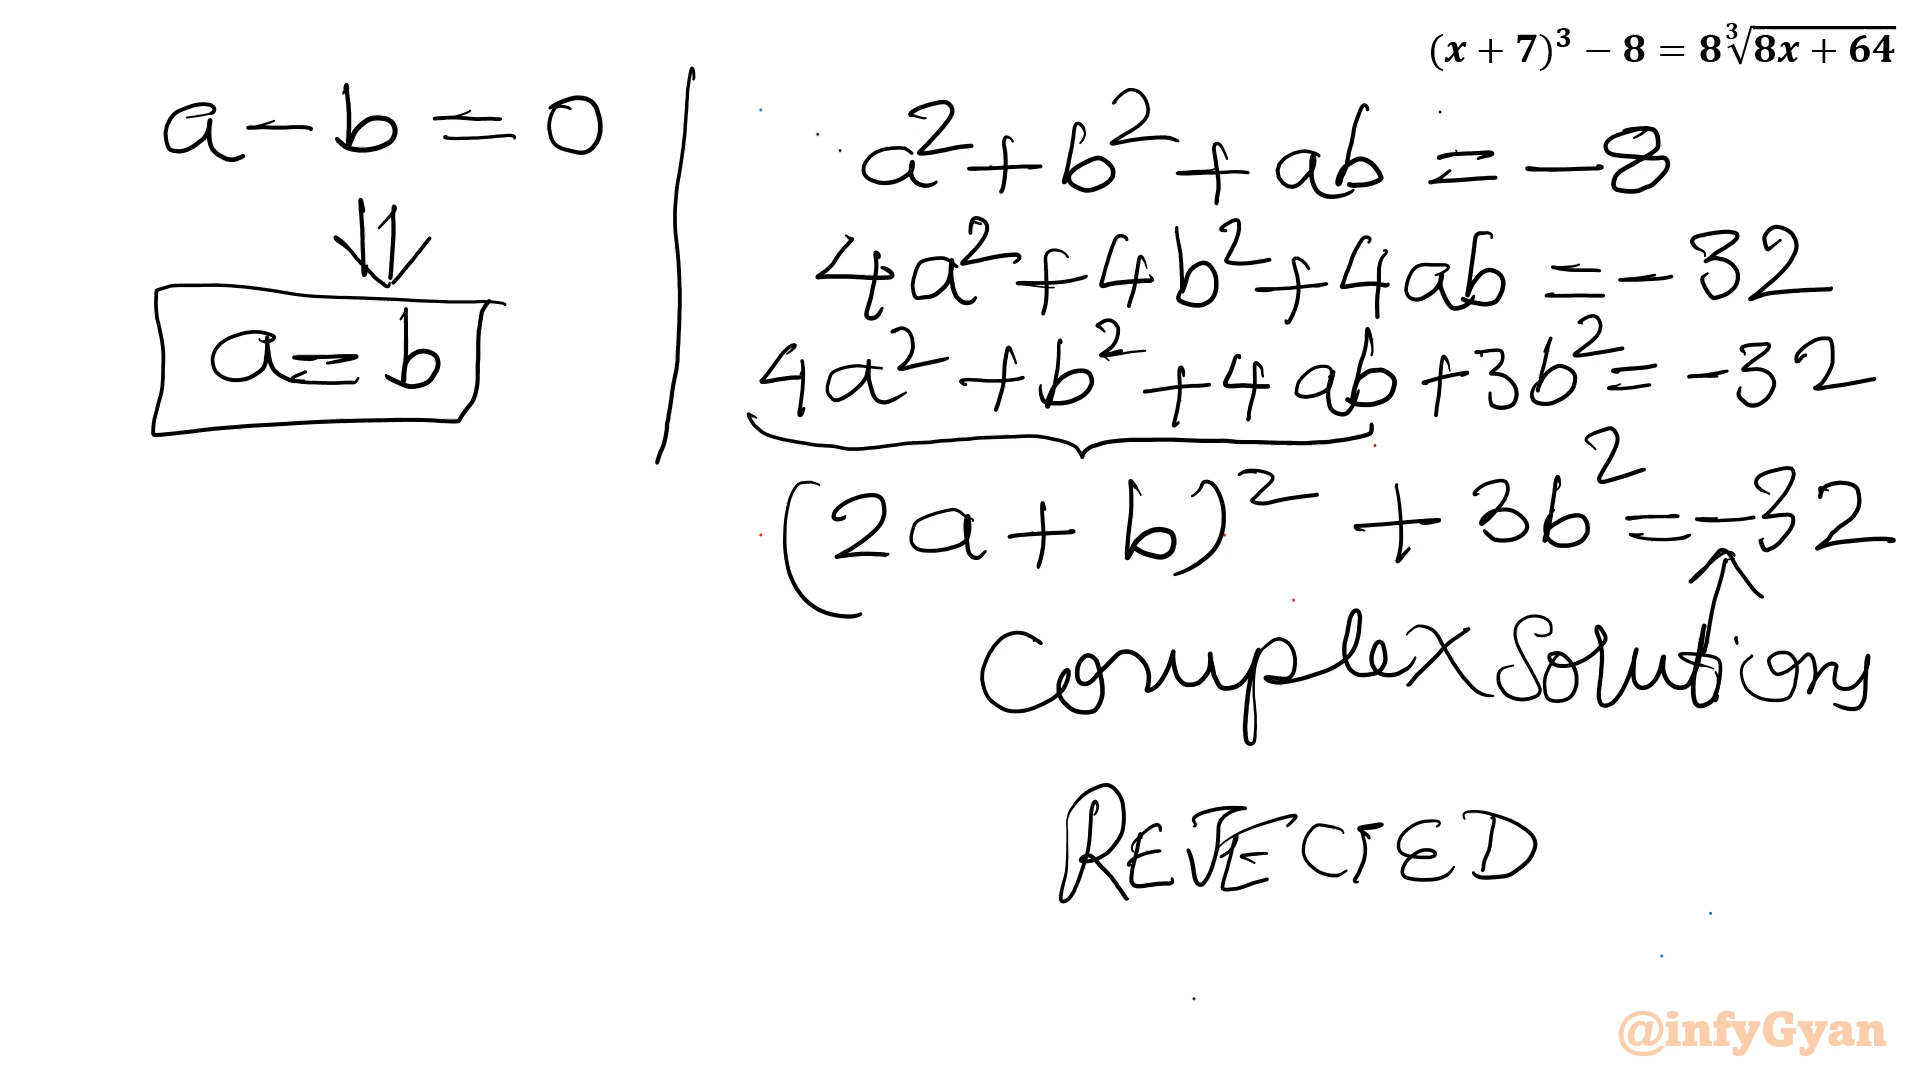 (x + 7)³ − 8 = 8∛(8x + 64)
a − b = 0
⇓
a = b
a² + b² + ab = −8
4a² + 4b² + 4ab = −32
4a² + b² + 4ab + 3b² = −32
(2a + b)² + 3b² = −32
Complex Solutions
REJECTED
@infyGyan